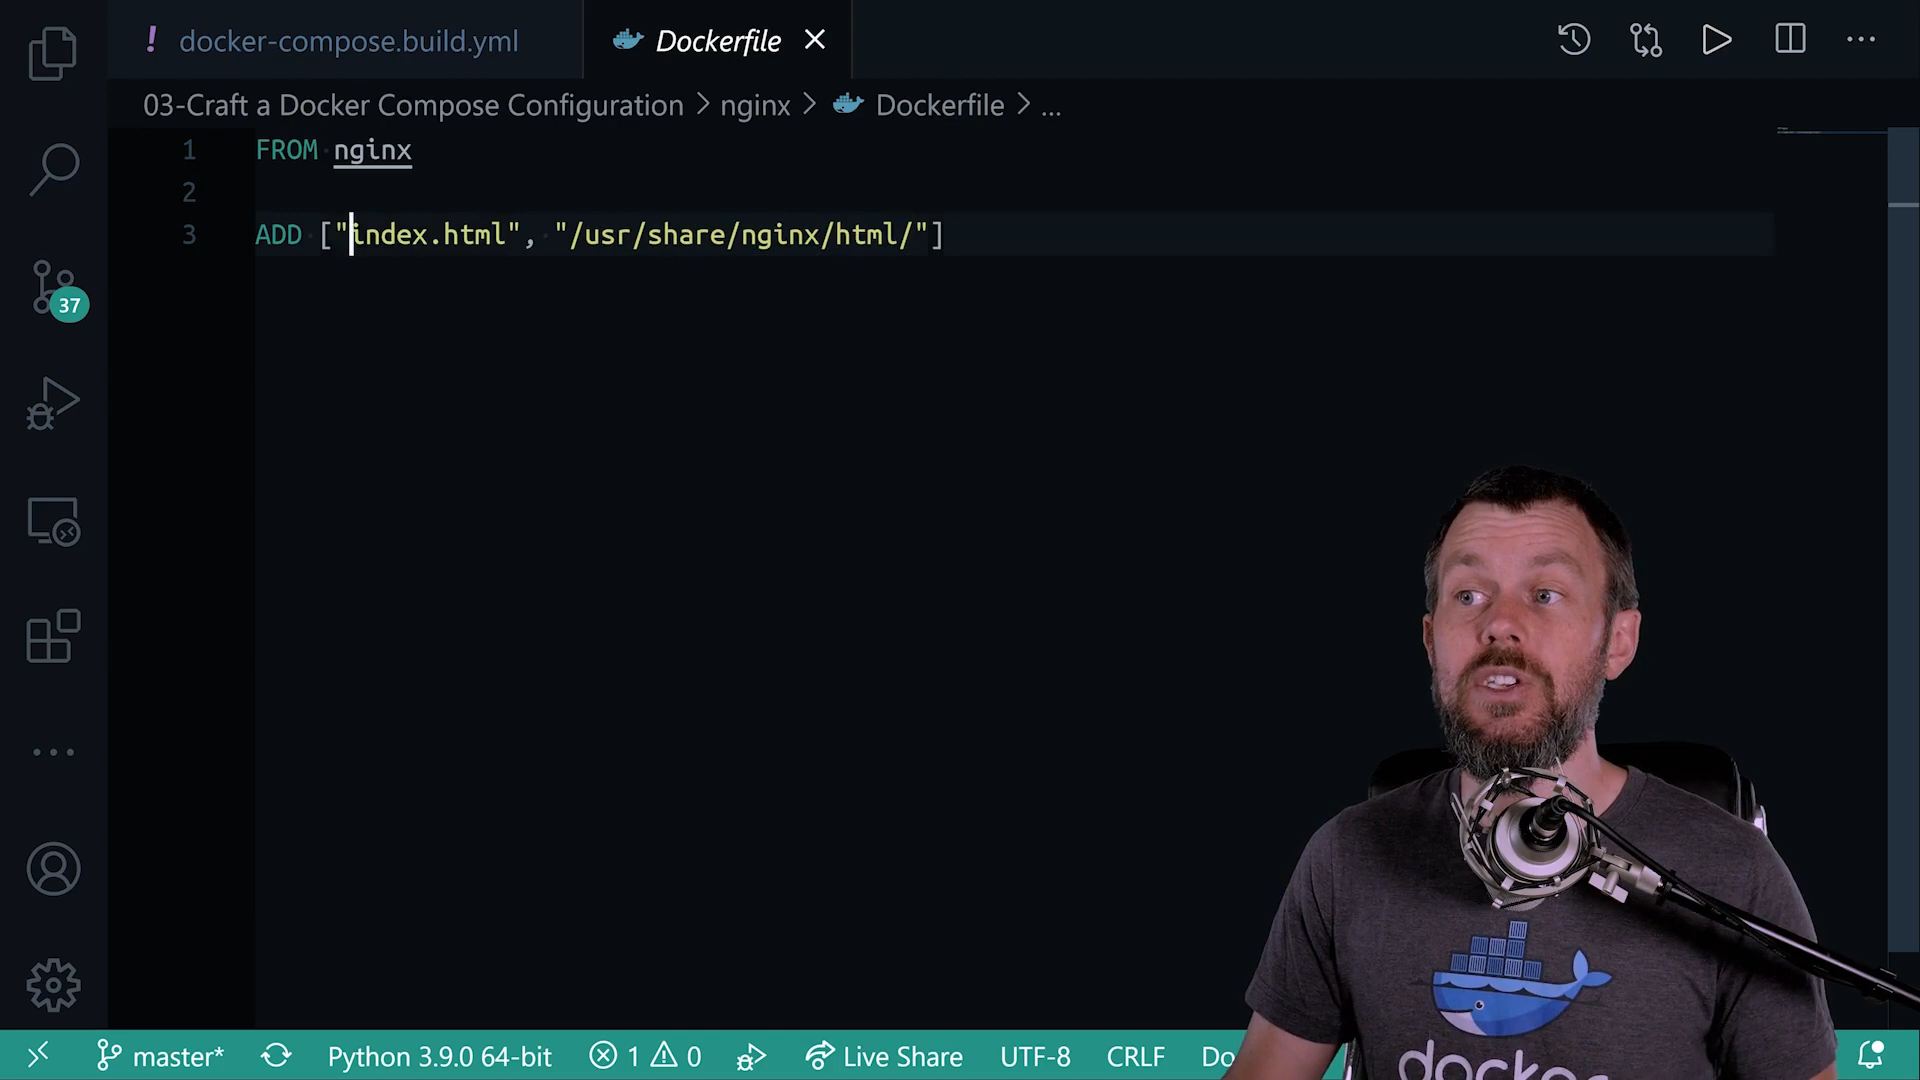 ! docker-compose.build.yml
Dockerfile
03-Craft a Docker Compose Configuration > nginx > Dockerfile > ...
1 FROM nginx
2
3 ADD ["index.html", "/usr/share/nginx/html/"]
37
master*
Python 3.9.0 64-bit
1
0
Live Share
UTF-8
CRLF
Do
docker